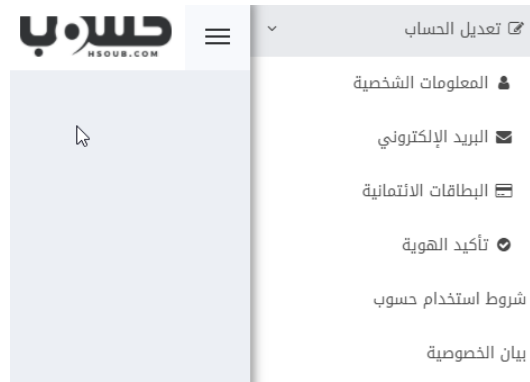 حسوب
HSOUB.COM
تعديل الحساب
المعلومات الشخصية
البريد الإلكتروني
البطاقات الائتمانية
تأكيد الهوية
شروط استخدام حسوب
بيان الخصوصية